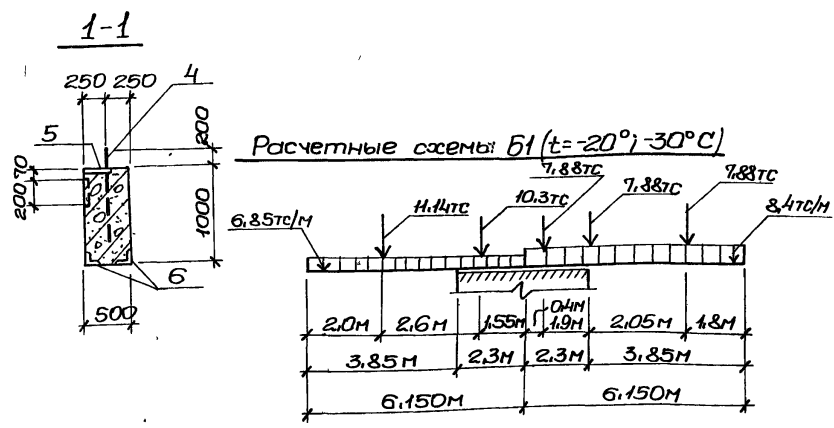 1-1
250 250 4
5
200
70
200
1000
6
500
Расчетные схемы Б1 (t=-20°; -30°С)
7.88тс
11.14тс 10.3тс 7.88тс 7.88тс
6.85тс/м 8,4тс/м
2.0м 2,6м 1,55м 0.4м 1.9м 2,05м 1,8м
3.85м 2,3м 2.3м 3,85м
6.150м 6.150м